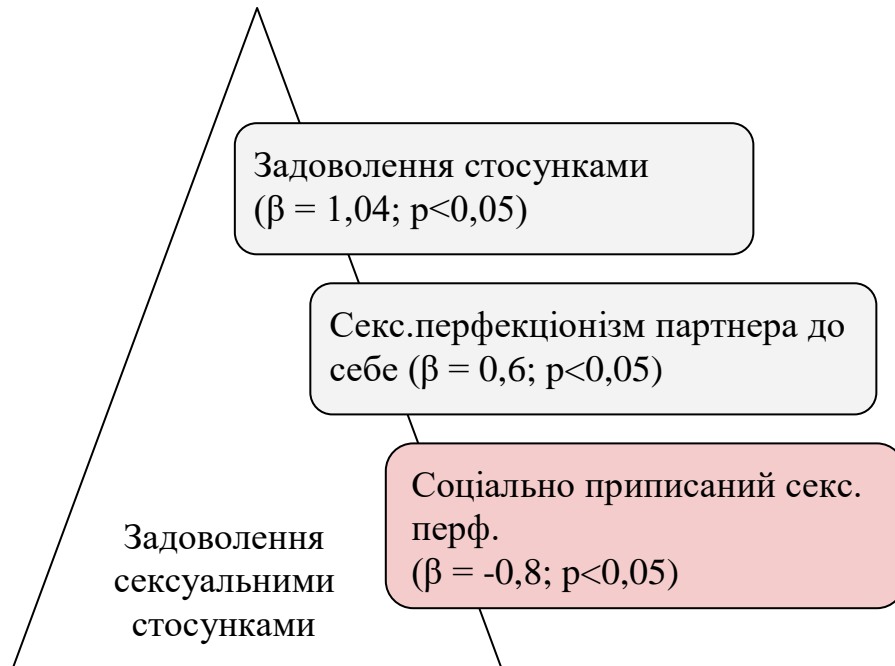 Задоволення стосунками
(β = 1,04; p<0,05)
Секс.перфекціонізм партнера до
себе (β = 0,6; p<0,05)
Соціально приписаний секс.
перф.
(β = -0,8; p<0,05)
Задоволення
сексуальними
стосунками